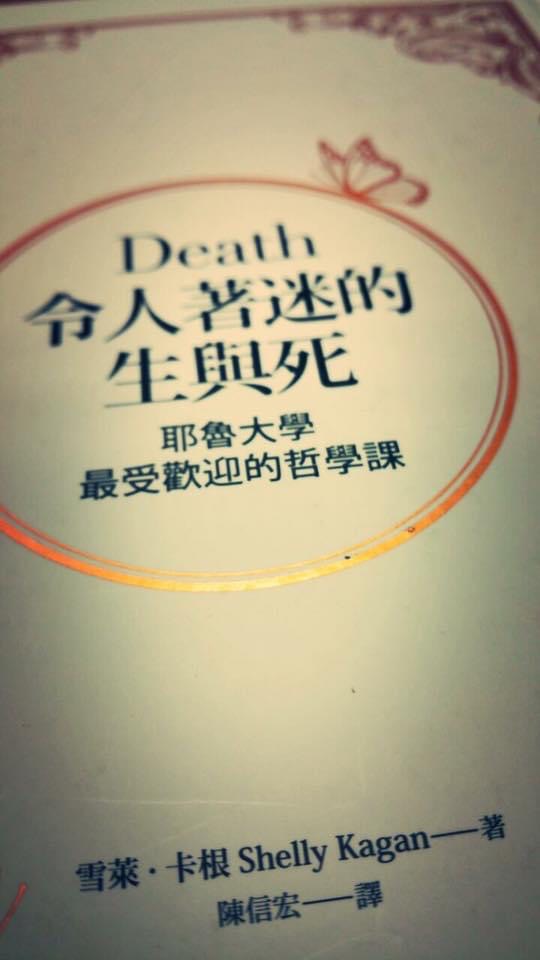 Death
令人著迷的
生與死
耶魯大學
最受歡迎的哲學課
雪萊·卡根 Shelly Kagan——著
陳信宏——譯